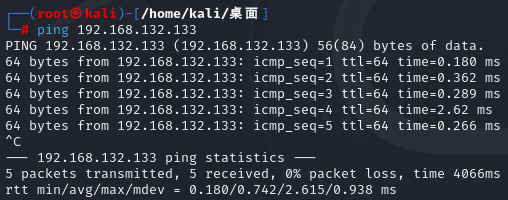 ┌──(root㉿kali)-[/home/kali/桌面]
└─# ping 192.168.132.133
PING 192.168.132.133 (192.168.132.133) 56(84) bytes of data.
64 bytes from 192.168.132.133: icmp_seq=1 ttl=64 time=0.180 ms
64 bytes from 192.168.132.133: icmp_seq=2 ttl=64 time=0.362 ms
64 bytes from 192.168.132.133: icmp_seq=3 ttl=64 time=0.289 ms
64 bytes from 192.168.132.133: icmp_seq=4 ttl=64 time=2.62 ms
64 bytes from 192.168.132.133: icmp_seq=5 ttl=64 time=0.266 ms
^C
--- 192.168.132.133 ping statistics ---
5 packets transmitted, 5 received, 0% packet loss, time 4066ms
rtt min/avg/max/mdev = 0.180/0.742/2.615/0.938 ms